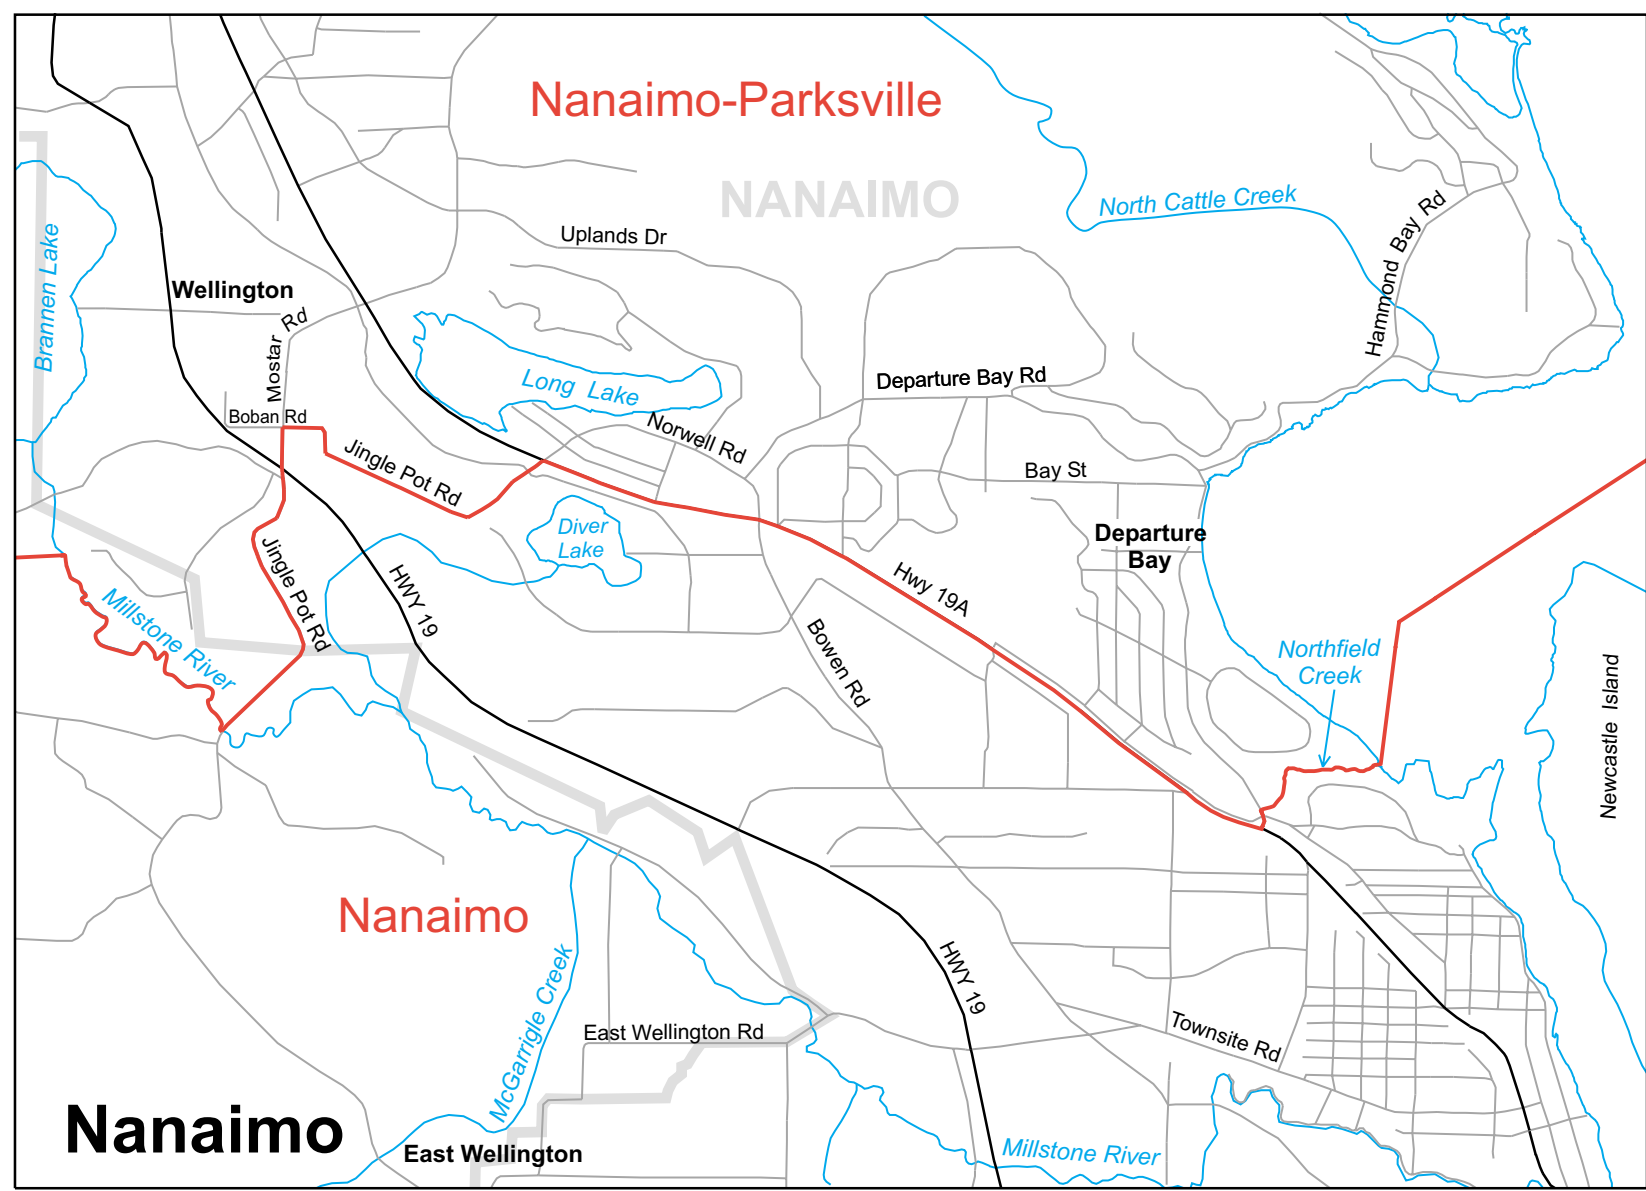 Nanaimo-Parksville
NANAIMO
North Cattle Creek
Hammond Bay Rd
Uplands Dr
Brannen Lake
Wellington
Mostar Rd
Long Lake
Departure Bay Rd
Boban Rd
Norwell Rd
Jingle Pot Rd
Bay St
Diver
Lake
Departure
Bay
Jingle Pot Rd
HWY 19
Hwy 19A
Millstone River
Bowen Rd
Northfield
Creek
Newcastle Island
Nanaimo
McGarrigle Creek
HWY 19
East Wellington Rd
Townsite Rd
Nanaimo
East Wellington
Millstone River